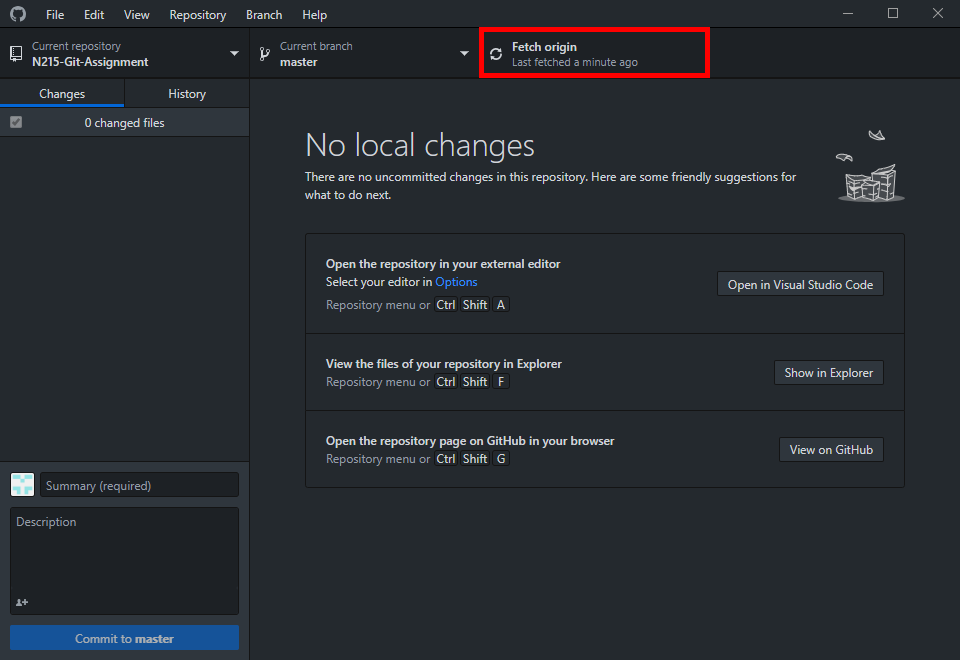 File Edit View Repository Branch Help
Current repository
N215-Git-Assignment
Current branch
master
Fetch origin
Last fetched a minute ago
Changes History
0 changed files
No local changes
There are no uncommitted changes in this repository. Here are some friendly suggestions for
what to do next.
Open the repository in your external editor
Select your editor in Options
Repository menu or Ctrl Shift A
Open in Visual Studio Code
View the files of your repository in Explorer
Repository menu or Ctrl Shift F
Show in Explorer
Open the repository page on GitHub in your browser
Repository menu or Ctrl Shift G
View on GitHub
Summary (required)
Description
Commit to master